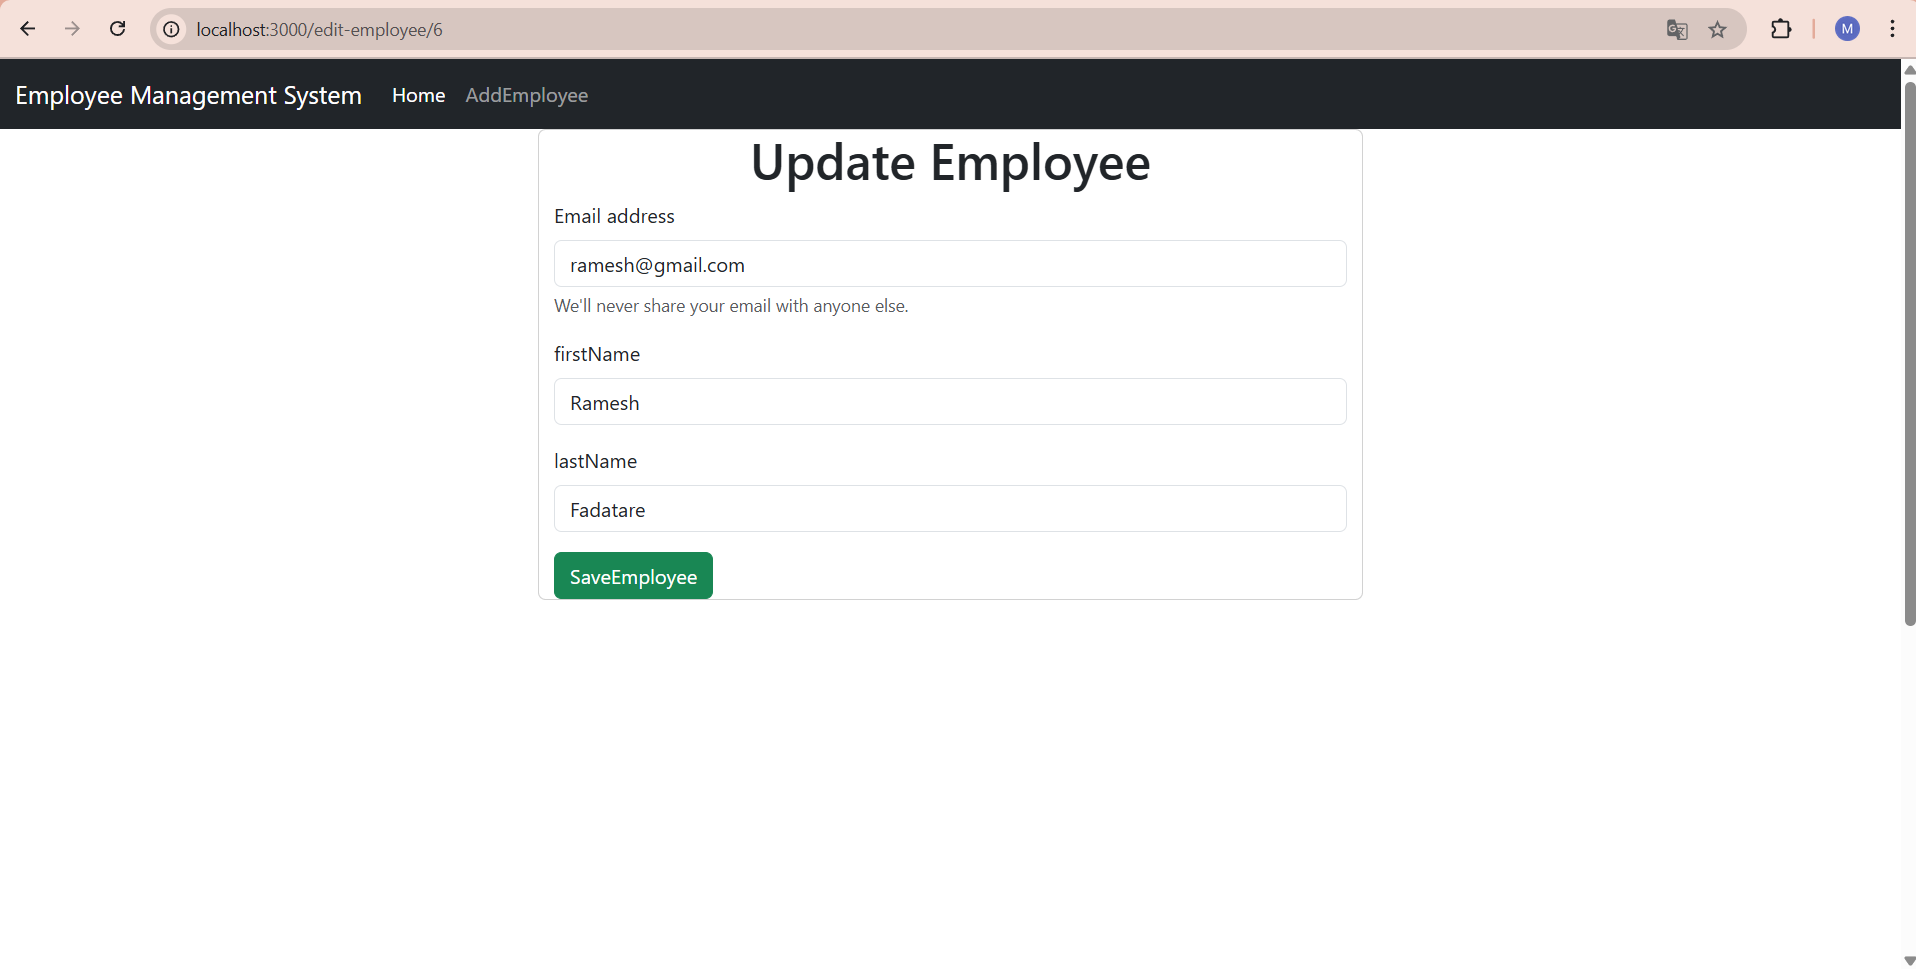 localhost:3000/edit-employee/6
M
Employee Management System Home AddEmployee
Update Employee
Email address
ramesh@gmail.com
We'll never share your email with anyone else.
firstName
Ramesh
lastName
Fadatare
SaveEmployee